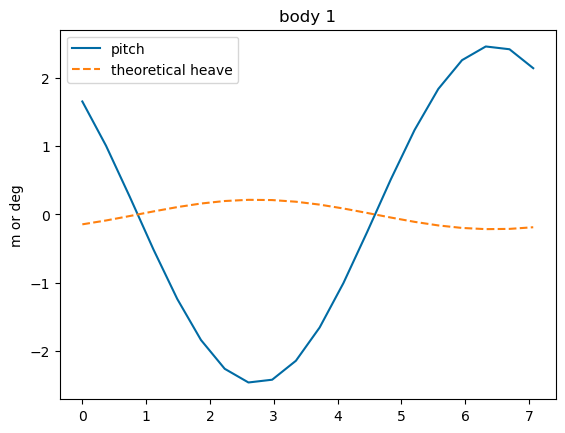 body 1
pitch
theoretical heave
m or deg
2
1
0
−1
−2
0 1 2 3 4 5 6 7